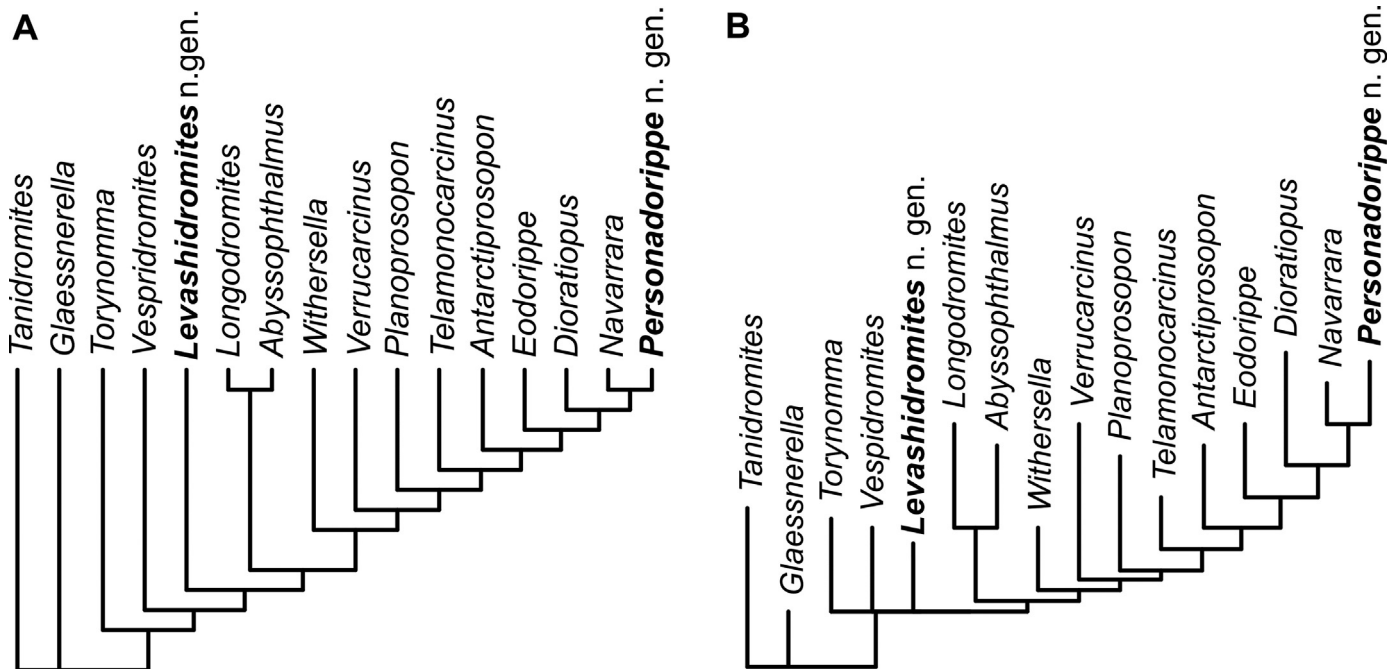 A
Tanidromites
Glaessnerella
Torynomma
Vespridromites
Levashidromites n.gen.
Longodromites
Abyssophthalmus
Withersella
Verrucarcinus
Planoprosopon
Telamonocarcinus
Antarctiprosopon
Eodorippe
Dioratiopus
Navarrara
Personadorippe n. gen.
B
Tanidromites
Glaessnerella
Torynomma
Vespidromites
Levashidromites n. gen.
Longodromites
Abyssophthalmus
Withersella
Verrucarcinus
Planoprosopon
Telamonocarcinus
Antarctiprosopon
Eodorippe
Dioratiopus
Navarrara
Personadorippe n. gen.